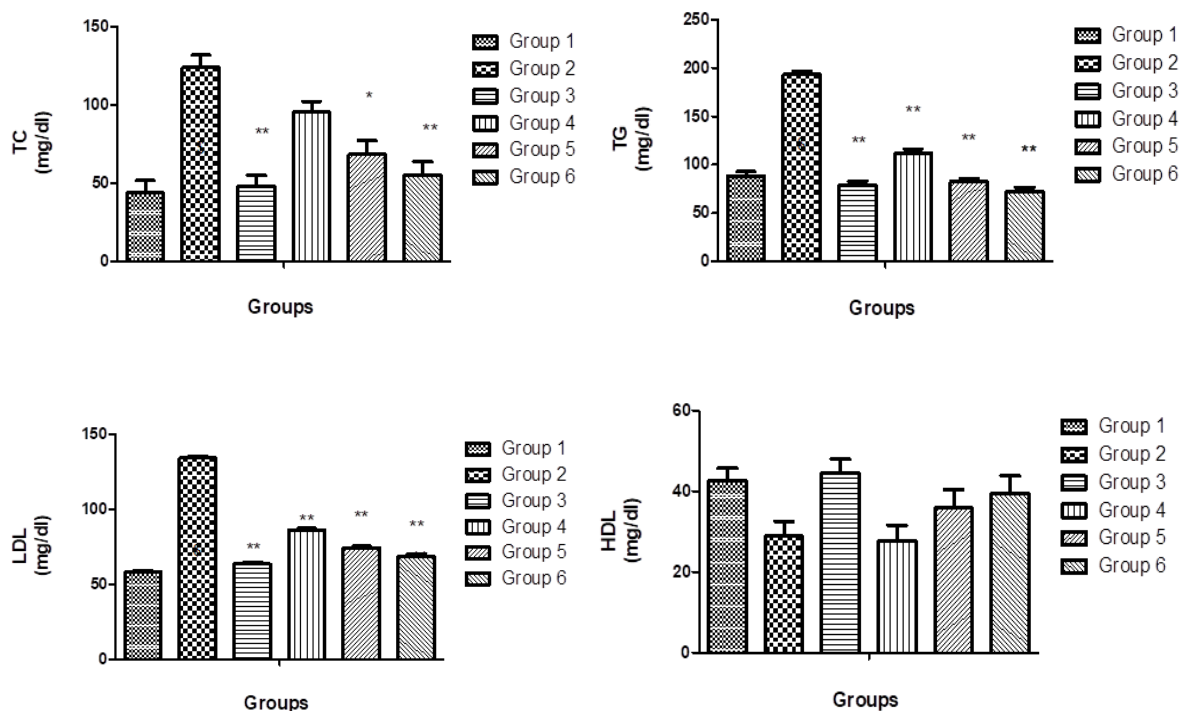 TC
(mg/dl)
150
100
50
0
**
*
**
Groups
Group 1
Group 2
Group 3
Group 4
Group 5
Group 6
TG
(mg/dl)
250
200
150
100
50
0
**
**
**
**
Groups
Group 1
Group 2
Group 3
Group 4
Group 5
Group 6
LDL
(mg/dl)
150
100
50
0
**
**
**
**
Groups
Group 1
Group 2
Group 3
Group 4
Group 5
Group 6
HDL
(mg/dl)
60
40
20
0
Groups
Group 1
Group 2
Group 3
Group 4
Group 5
Group 6